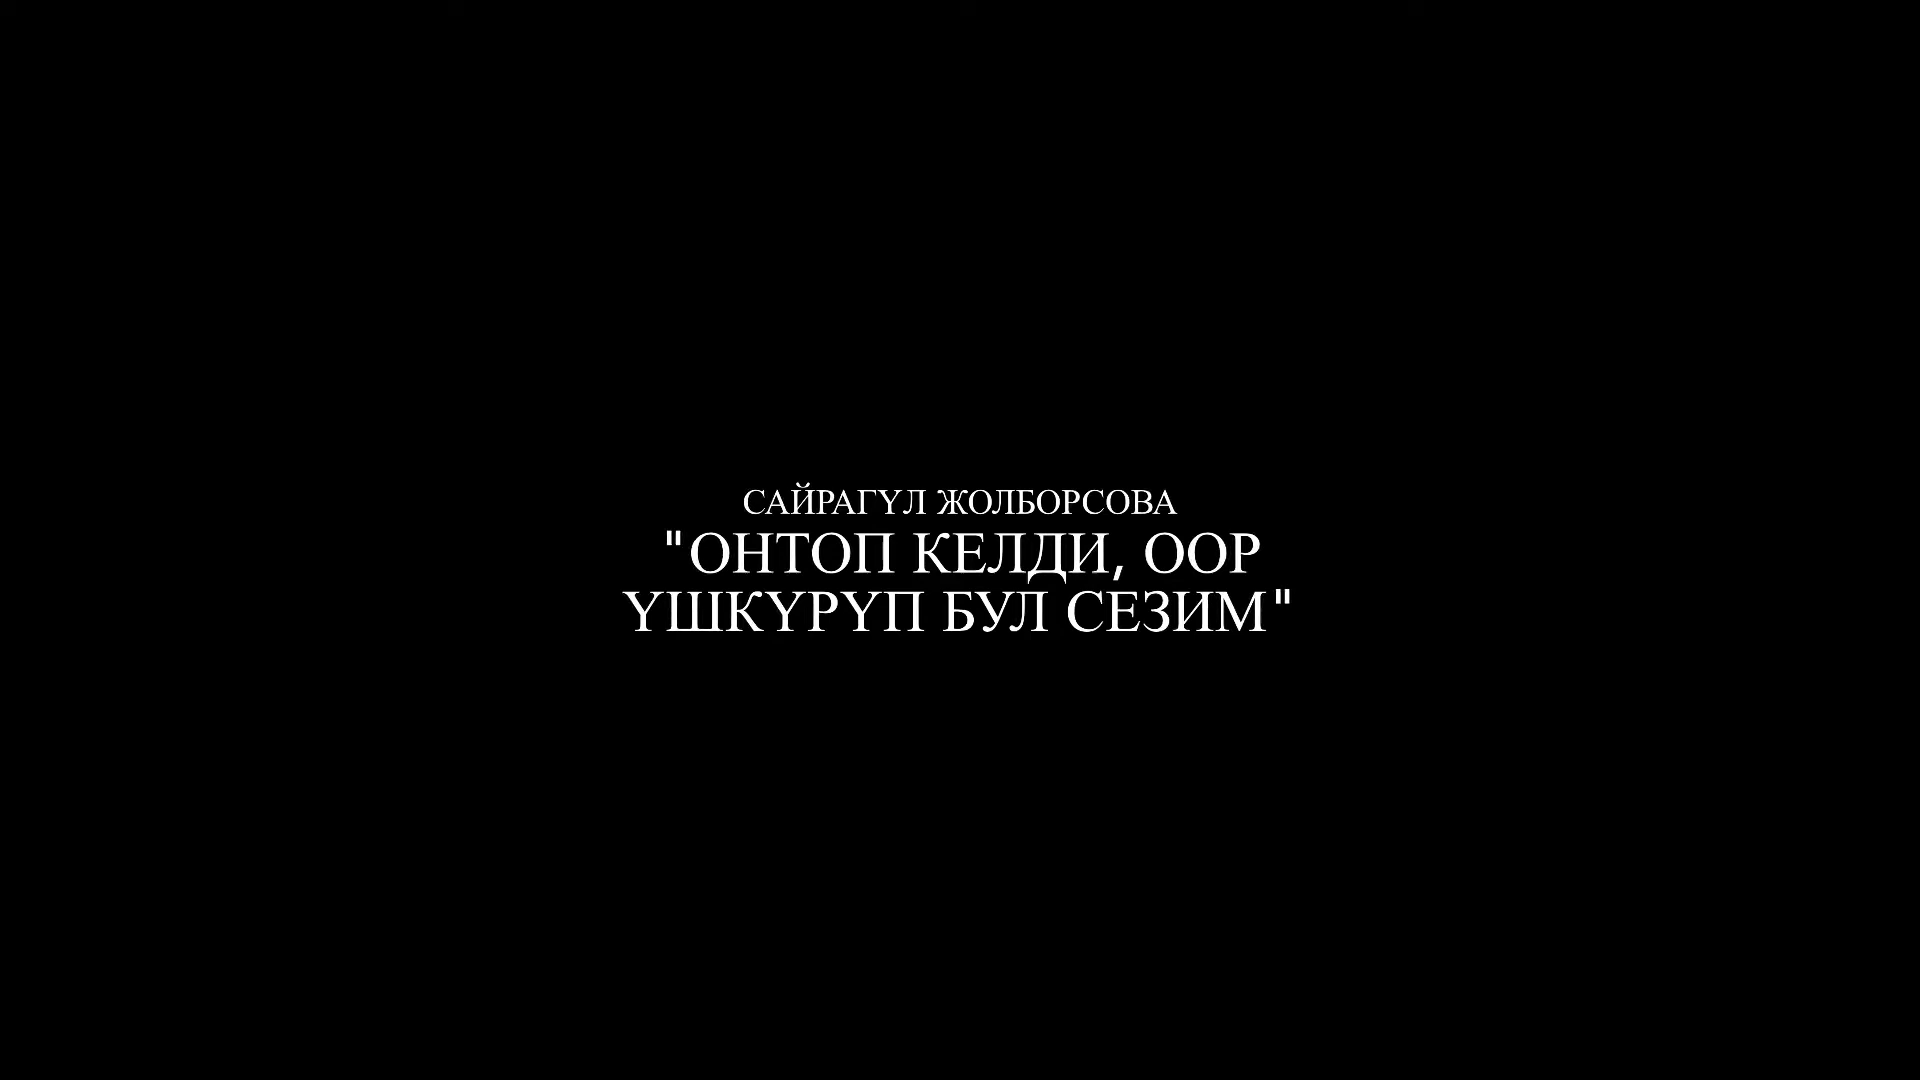 САЙРАГҮЛ ЖОЛБОРСОВА
"ОНТОП КЕЛДИ, ООР
ҮШКҮРҮП БУЛ СЕЗИМ"